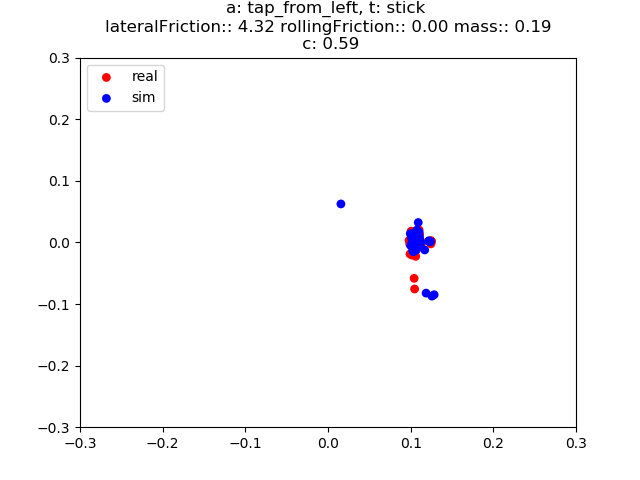 a: tap_from_left, t: stick
lateralFriction:: 4.32 rollingFriction:: 0.00 mass:: 0.19
c: 0.59
real
sim
0.3
0.2
0.1
0.0
−0.1
−0.2
−0.3
−0.3 −0.2 −0.1 0.0 0.1 0.2 0.3